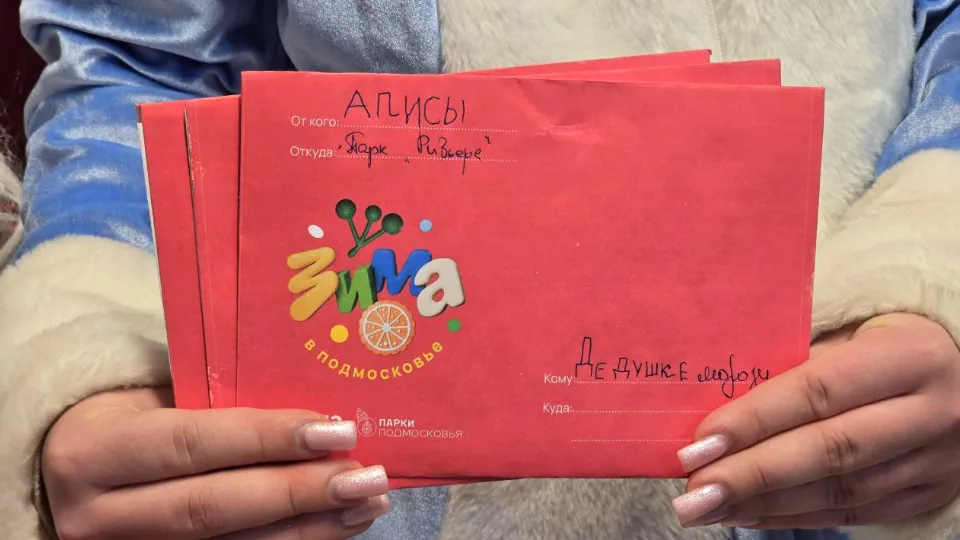 От кого: АЛИСЫ
Откуда: Парк "Ривьера"
Зима
В ПОДМОСКОВЬЕ
Кому: ДЕДУШКЕ морозу
Куда:
ПАРКИ
ПОДМОСКОВЬЯ